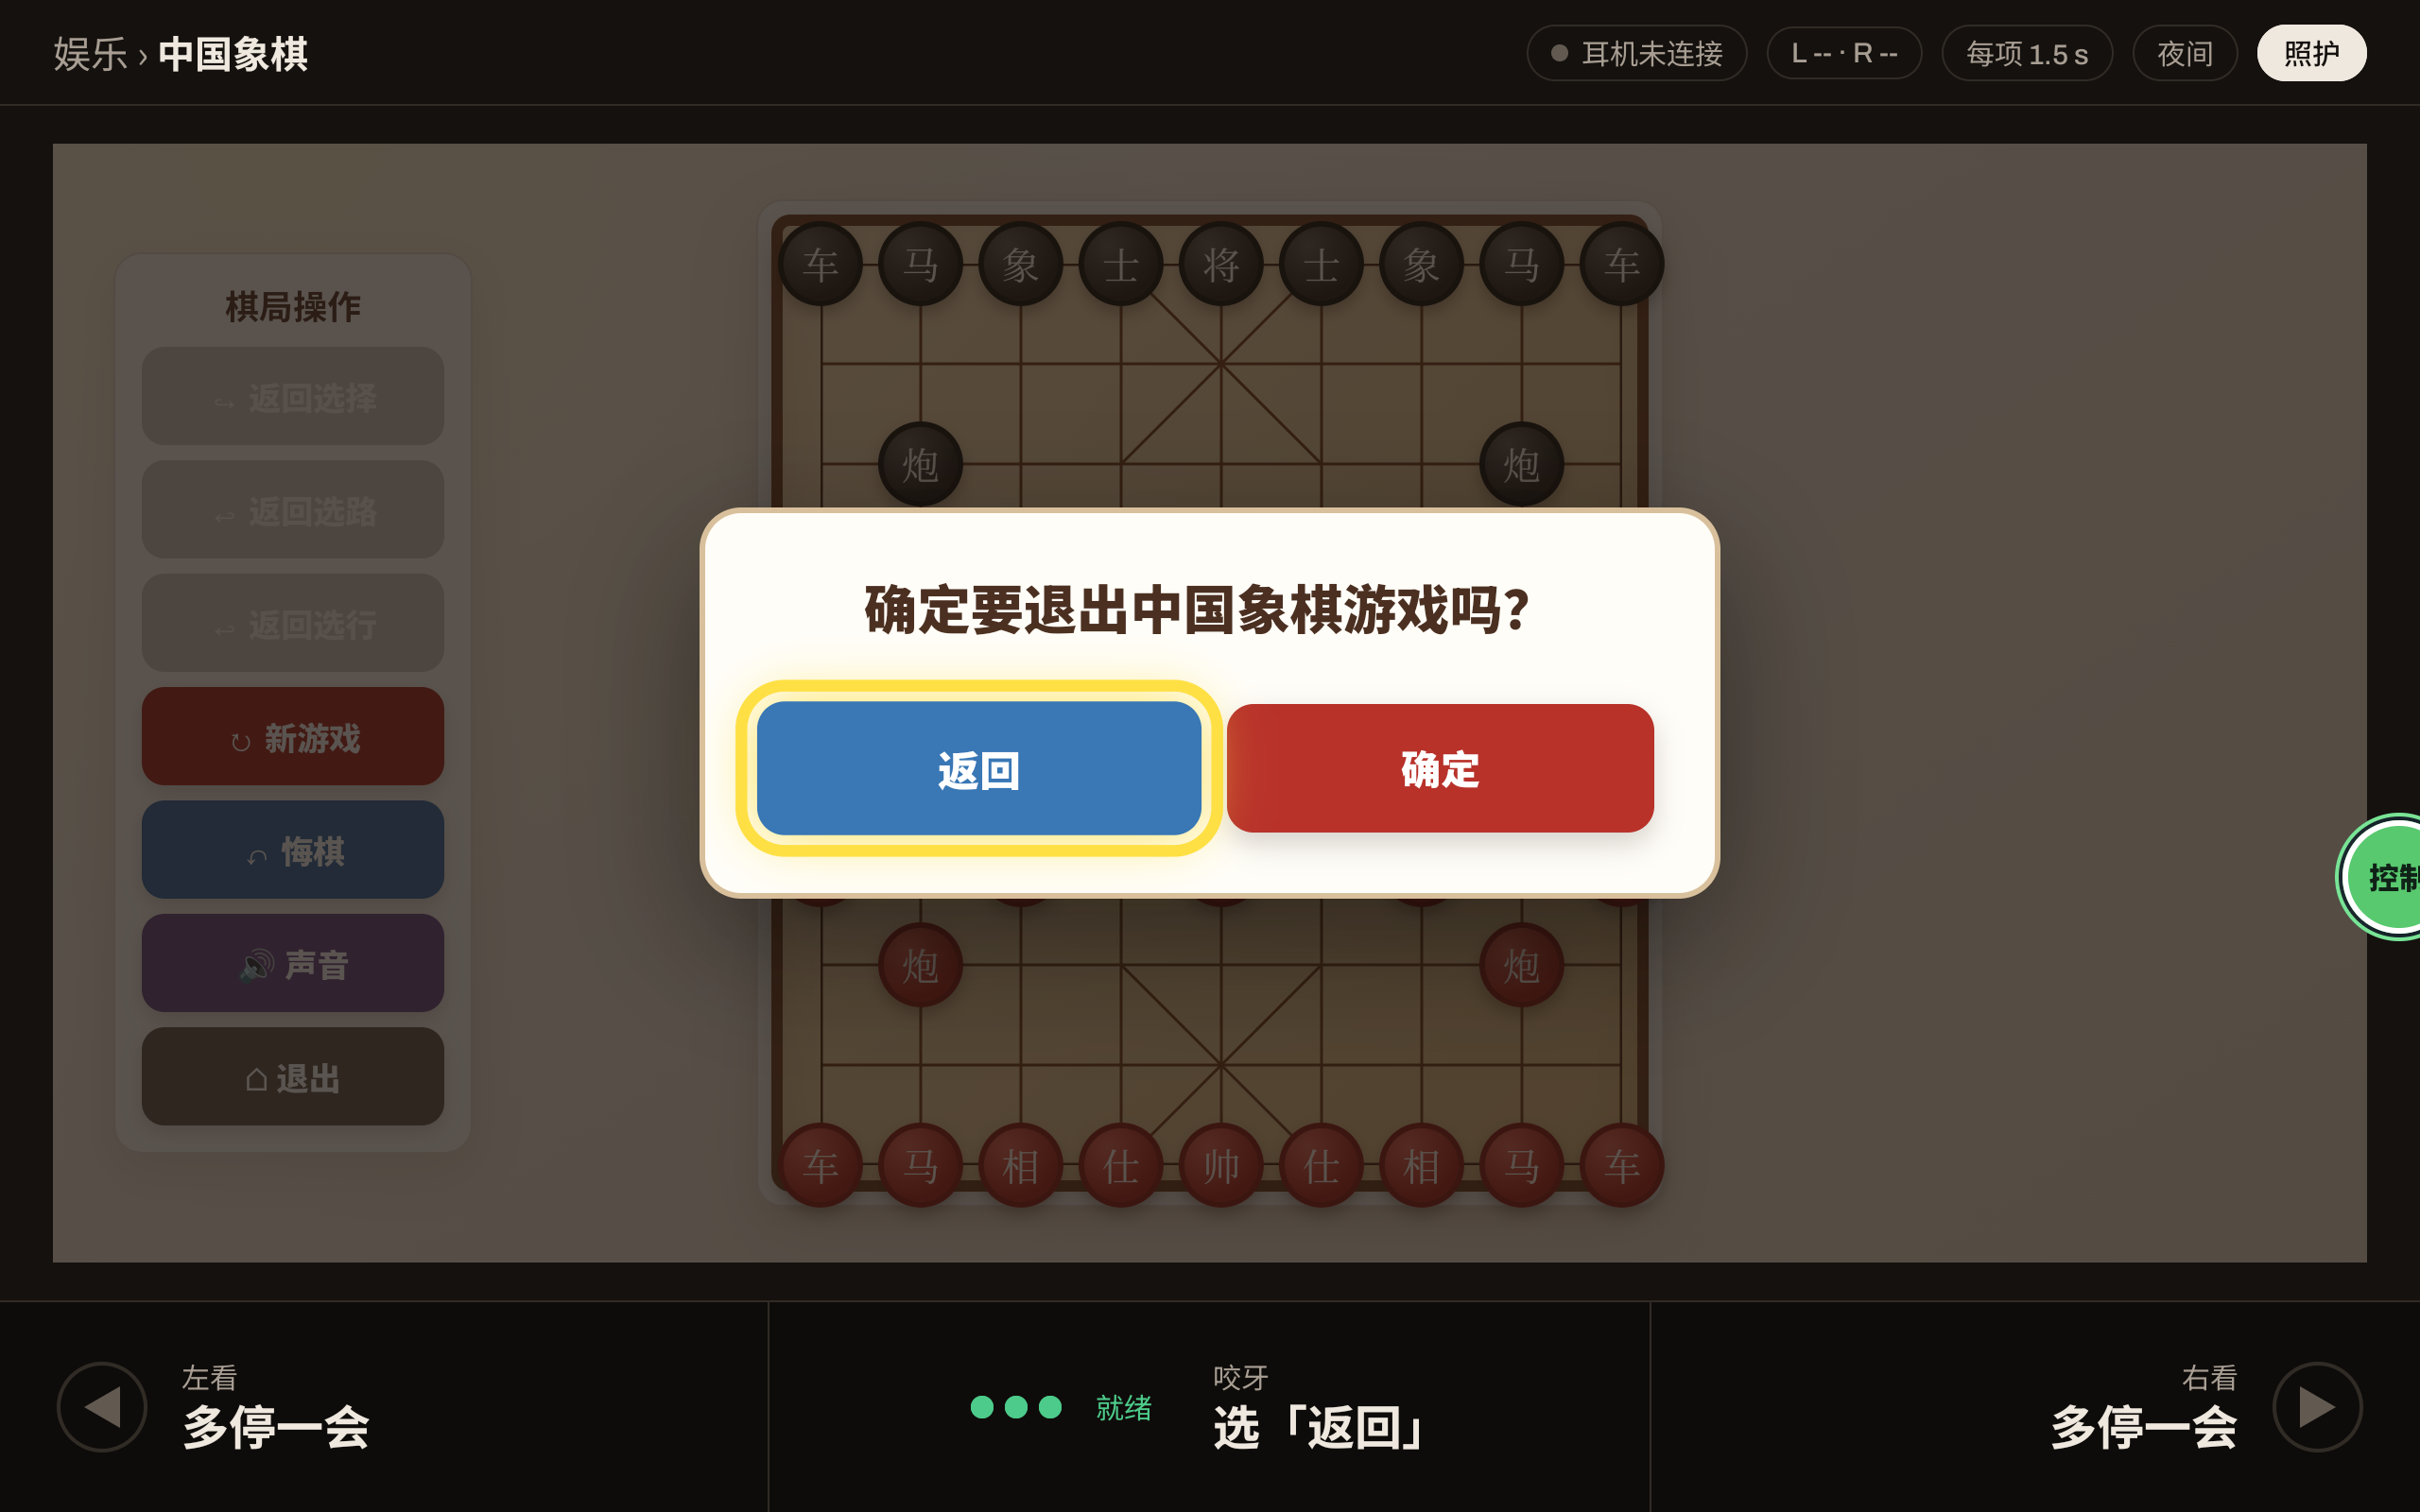 娱乐 › 中国象棋
耳机未连接
L -- · R --
每项 1.5 s
夜间
照护
棋局操作
返回选择
返回选路
返回选行
新游戏
悔棋
声音
退出
车 马 象 士 将 士 象 马 车
炮 炮
确定要退出中国象棋游戏吗？
返回
确定
控制
炮 炮
车 马 相 仕 帅 仕 相 马 车
左看
多停一会
就绪
咬牙
选「返回」
右看
多停一会